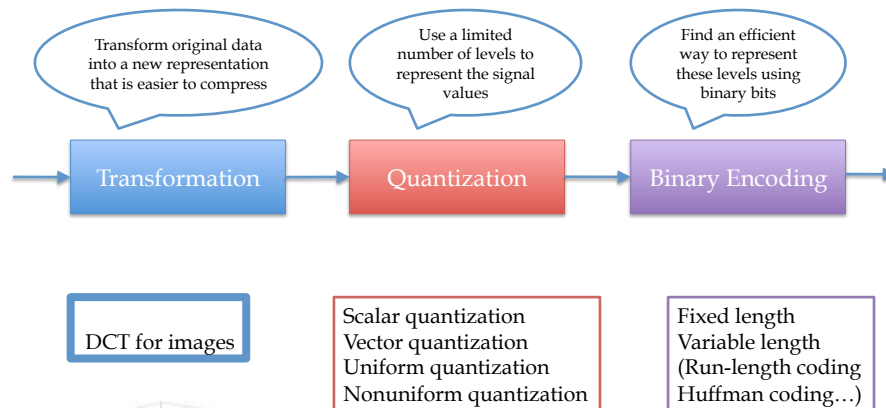 Transform original data
into a new representation
that is easier to compress
Use a limited
number of levels to
represent the signal
values
Find an efficient
way to represent
these levels using
binary bits
Transformation
Quantization
Binary Encoding
DCT for images
Scalar quantization
Vector quantization
Uniform quantization
Nonuniform quantization
Fixed length
Variable length
(Run-length coding
Huffman coding…)